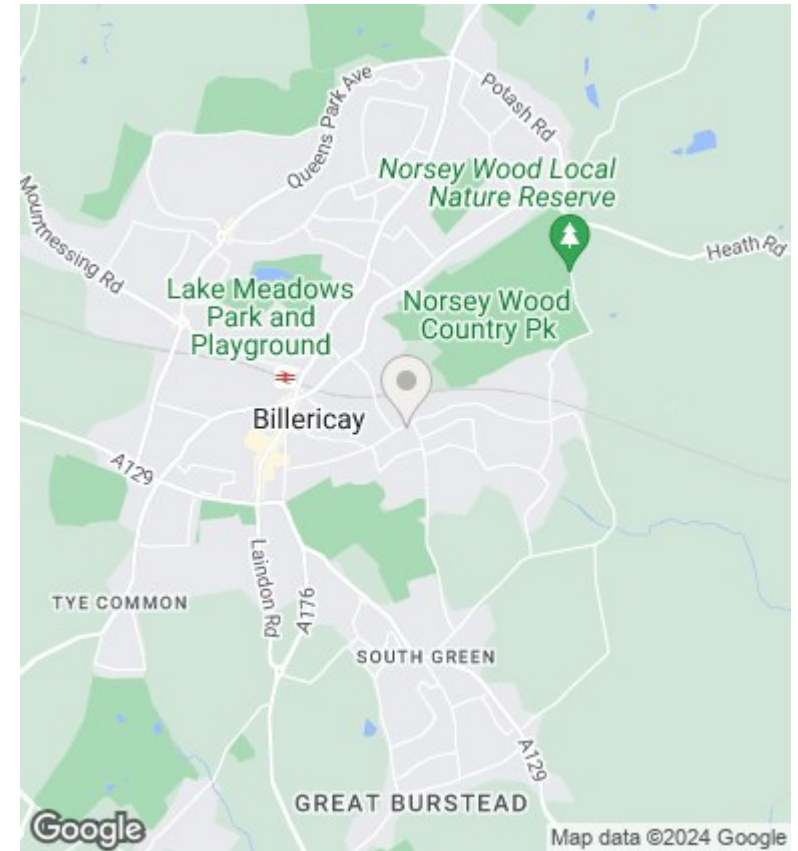 Queens Park Ave
Potash Rd
Norsey Wood Local
Nature Reserve
Mountnessing Rd
Heath Rd
Lake Meadows
Park and
Playground
Norsey Wood
Country Pk
Billericay
A129
Laindon Rd
A176
TYE COMMON
SOUTH GREEN
A129
GREAT BURSTEAD
Google
Map data ©2024 Google